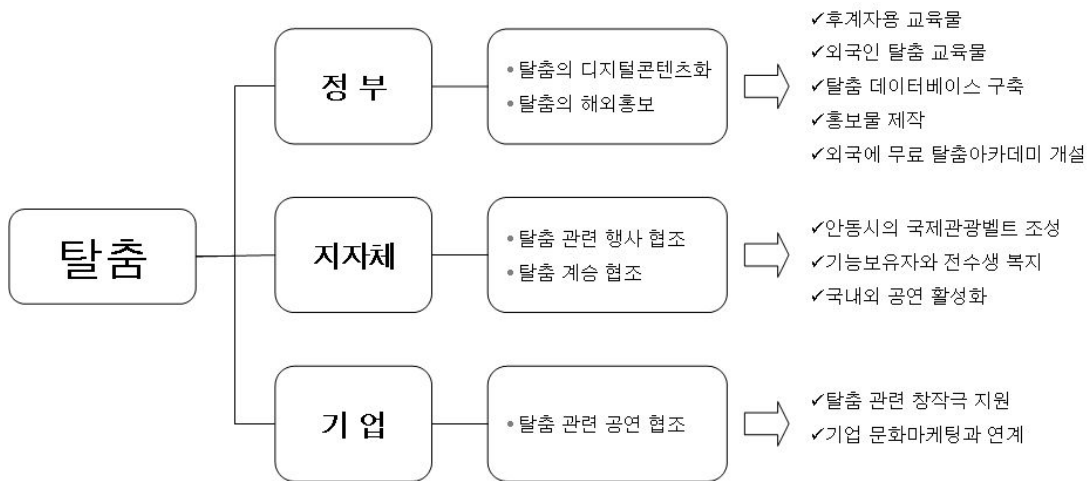 탈춤
정 부
• 탈춤의 디지털콘텐츠화
• 탈춤의 해외홍보
✓후계자용 교육물
✓외국인 탈춤 교육물
✓탈춤 데이터베이스 구축
✓홍보물 제작
✓외국에 무료 탈춤아카데미 개설
지자체
• 탈춤 관련 행사 협조
• 탈춤 계승 협조
✓안동시의 국제관광벨트 조성
✓기능보유자와 전수생 복지
✓국내외 공연 활성화
기 업
• 탈춤 관련 공연 협조
✓탈춤 관련 창작극 지원
✓기업 문화마케팅과 연계